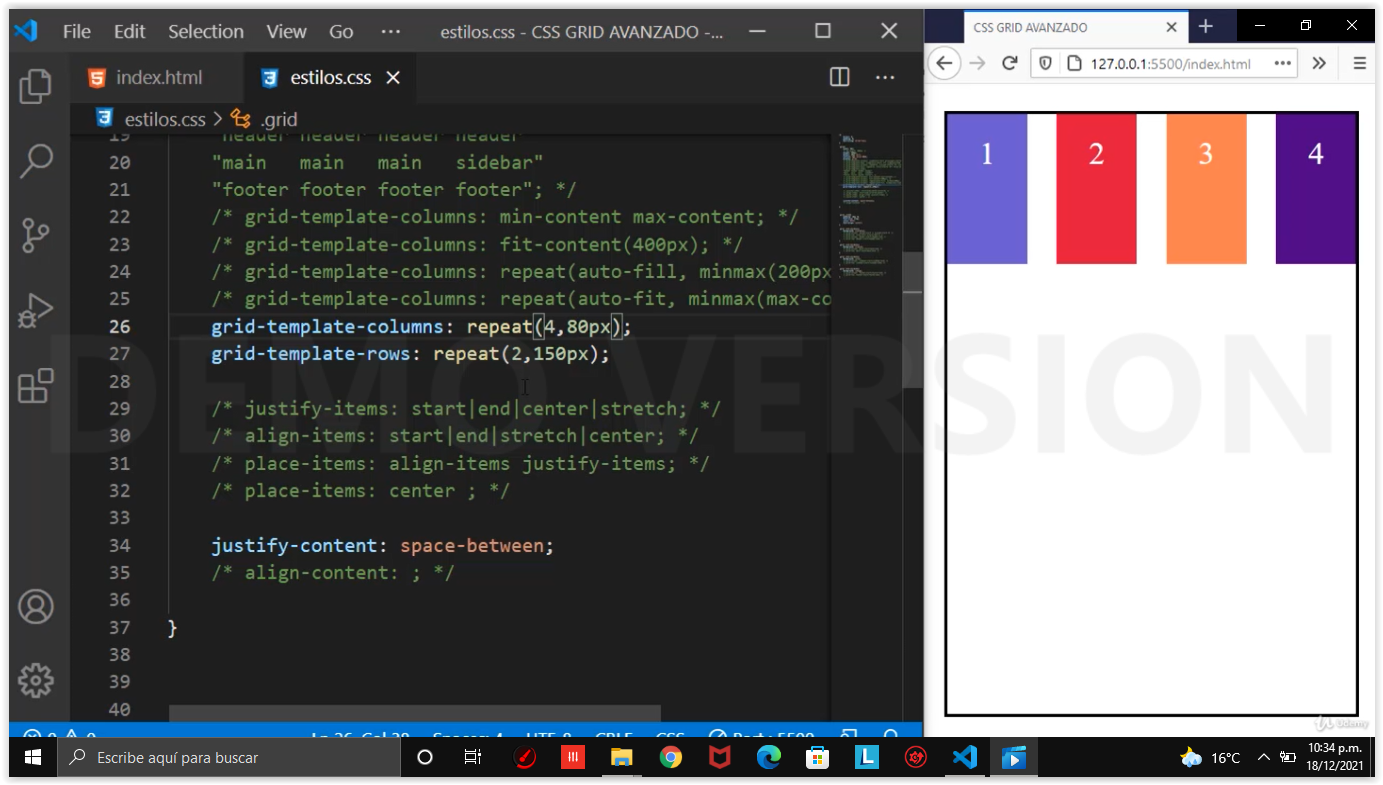 File Edit Selection View Go ··· estilos.css - CSS GRID AVANZADO -...
index.html estilos.css
estilos.css > .grid
19 "header header header header"
20 "main main main sidebar"
21 "footer footer footer footer"; */
22 /* grid-template-columns: min-content max-content; */
23 /* grid-template-columns: fit-content(400px); */
24 /* grid-template-columns: repeat(auto-fill, minmax(200px
25 /* grid-template-columns: repeat(auto-fit, minmax(max-co
26 grid-template-columns: repeat(4,80px);
27 grid-template-rows: repeat(2,150px);
28
29 /* justify-items: start|end|center|stretch; */
30 /* align-items: start|end|stretch|center; */
31 /* place-items: align-items justify-items; */
32 /* place-items: center ; */
33
34 justify-content: space-between;
35 /* align-content: ; */
36
37 }
38
39
40
CSS GRID AVANZADO
127.0.0.1:5500/index.html
1 2 3 4
DEMO VERSION
Udemy
Escribe aquí para buscar
16°C
10:34 p.m.
18/12/2021